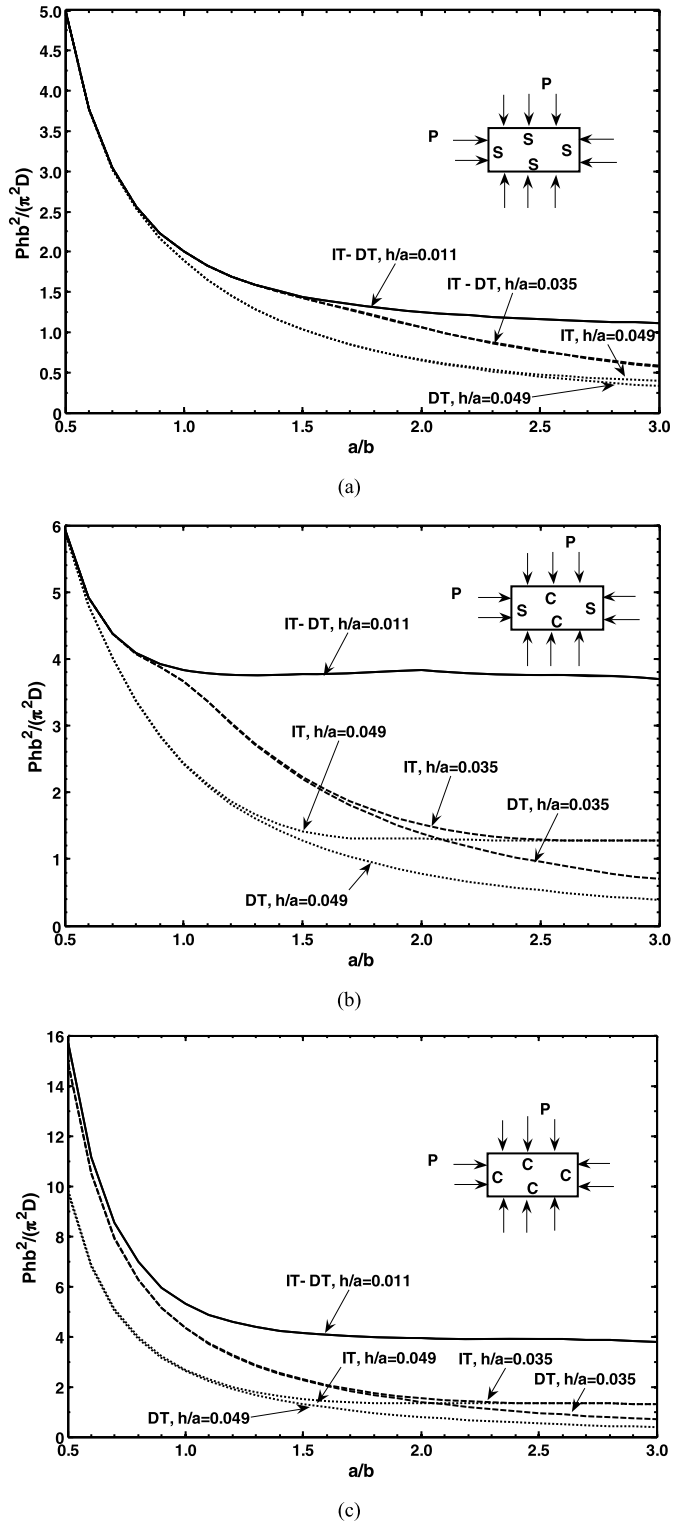 5.0
4.5
4.0
3.5
3.0
2.5
2.0
1.5
1.0
0.5
0
Phb²/(π²D)
P
P
S
S
S
S
IT- DT, h/a=0.011
IT - DT, h/a=0.035
IT, h/a=0.049
DT, h/a=0.049
0.5 1.0 1.5 2.0 2.5 3.0
a/b
(a)
6
5
4
3
2
1
0
Phb²/(π²D)
P
P
C
S
S
C
IT- DT, h/a=0.011
IT, h/a=0.049
IT, h/a=0.035
DT, h/a=0.035
DT, h/a=0.049
0.5 1.0 1.5 2.0 2.5 3.0
a/b
(b)
16
14
12
10
8
6
4
2
0
Phb²/(π²D)
P
P
C
C
C
C
IT- DT, h/a=0.011
IT, h/a=0.049
IT, h/a=0.035
DT, h/a=0.035
DT, h/a=0.049
0.5 1.0 1.5 2.0 2.5 3.0
a/b
(c)